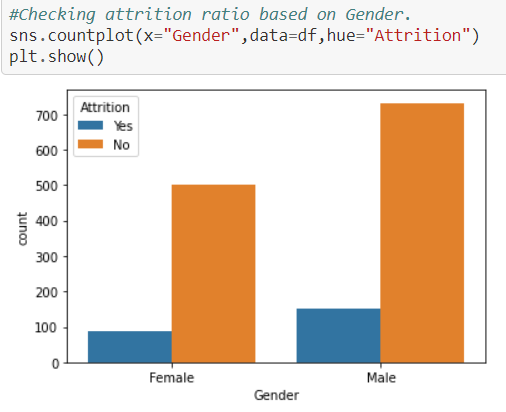 #Checking attrition ratio based on Gender.
sns.countplot(x="Gender",data=df,hue="Attrition")
plt.show()
Attrition
Yes
No
700
600
500
400
300
200
100
0
count
Female
Male
Gender